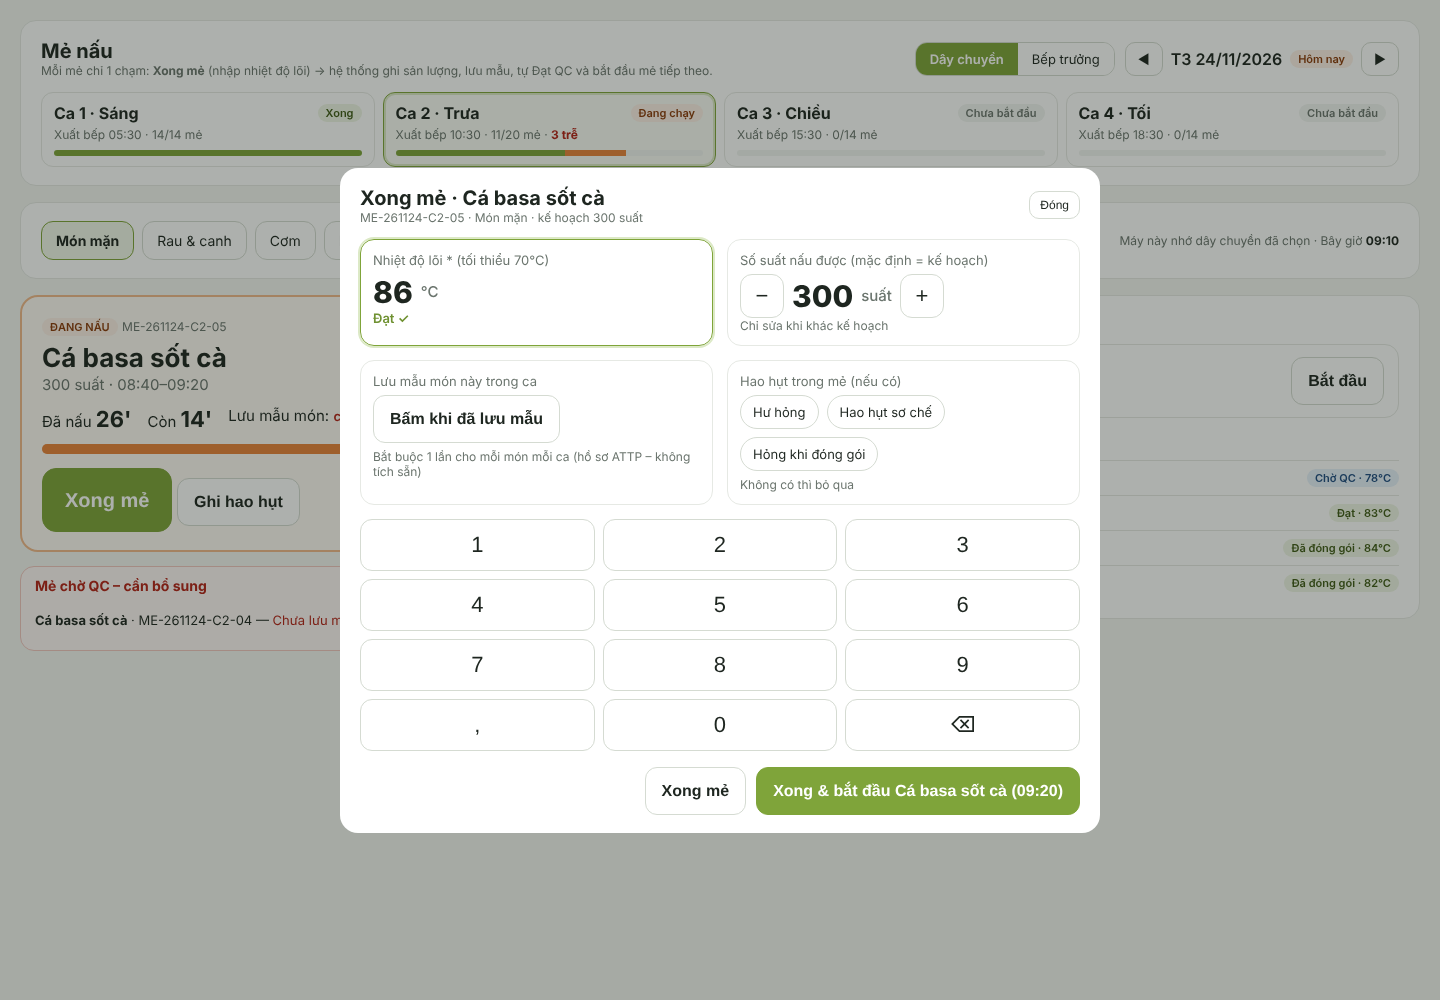 Mẻ nấu
Mỗi mẻ chỉ 1 chạm: Xong mẻ (nhập nhiệt độ lõi) → hệ thống ghi sản lượng, lưu mẫu, tự Đạt QC và bắt đầu mẻ tiếp theo.
Dây chuyền
Bếp trưởng
◀
T3 24/11/2026
Hôm nay
▶
Ca 1 · Sáng
Xong
Xuất bếp 05:30 · 14/14 mẻ
Ca 2 · Trưa
Đang chạy
Xuất bếp 10:30 · 11/20 mẻ · 3 trễ
Ca 3 · Chiều
Chưa bắt đầu
Xuất bếp 15:30 · 0/14 mẻ
Ca 4 · Tối
Chưa bắt đầu
Xuất bếp 18:30 · 0/14 mẻ
Món mặn
Rau & canh
Cơm
Máy này nhớ dây chuyền đã chọn · Bây giờ 09:10
ĐANG NẤU ME-261124-C2-05
Cá basa sốt cà
300 suất · 08:40–09:20
Đã nấu 26' Còn 14' Lưu mẫu món:
Xong mẻ
Ghi hao hụt
Mẻ chờ QC – cần bổ sung
Cá basa sốt cà · ME-261124-C2-04 — Chưa lưu
Bắt đầu
Chờ QC · 78°C
Đạt · 83°C
Đã đóng gói · 84°C
Đã đóng gói · 82°C
Xong mẻ · Cá basa sốt cà
ME-261124-C2-05 · Món mặn · kế hoạch 300 suất
Đóng
Nhiệt độ lõi * (tối thiểu 70°C)
86 °C
Đạt ✓
Số suất nấu được (mặc định = kế hoạch)
− 300 suất +
Chỉ sửa khi khác kế hoạch
Lưu mẫu món này trong ca
Bấm khi đã lưu mẫu
Bắt buộc 1 lần cho mỗi món mỗi ca (hồ sơ ATTP – không
tích sẵn)
Hao hụt trong mẻ (nếu có)
Hư hỏng
Hao hụt sơ chế
Hỏng khi đóng gói
Không có thì bỏ qua
1 2 3
4 5 6
7 8 9
, 0 ⌫
Xong mẻ
Xong & bắt đầu Cá basa sốt cà (09:20)